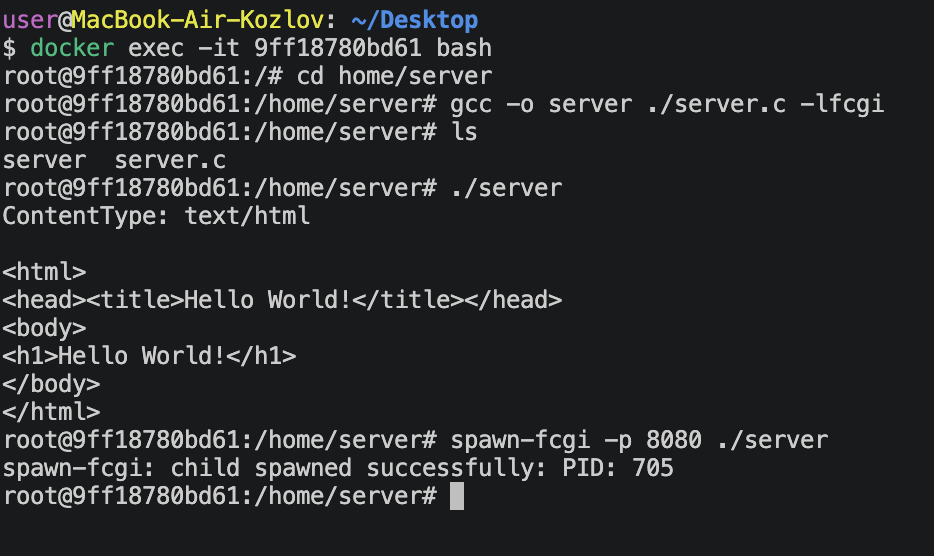 user@MacBook-Air-Kozlov: ~/Desktop
$ docker exec -it 9ff18780bd61 bash
root@9ff18780bd61:/# cd home/server
root@9ff18780bd61:/home/server# gcc -o server ./server.c -lfcgi
root@9ff18780bd61:/home/server# ls
server  server.c
root@9ff18780bd61:/home/server# ./server
ContentType: text/html

<html>
<head><title>Hello World!</title></head>
<body>
<h1>Hello World!</h1>
</body>
</html>
root@9ff18780bd61:/home/server# spawn-fcgi -p 8080 ./server
spawn-fcgi: child spawned successfully: PID: 705
root@9ff18780bd61:/home/server#